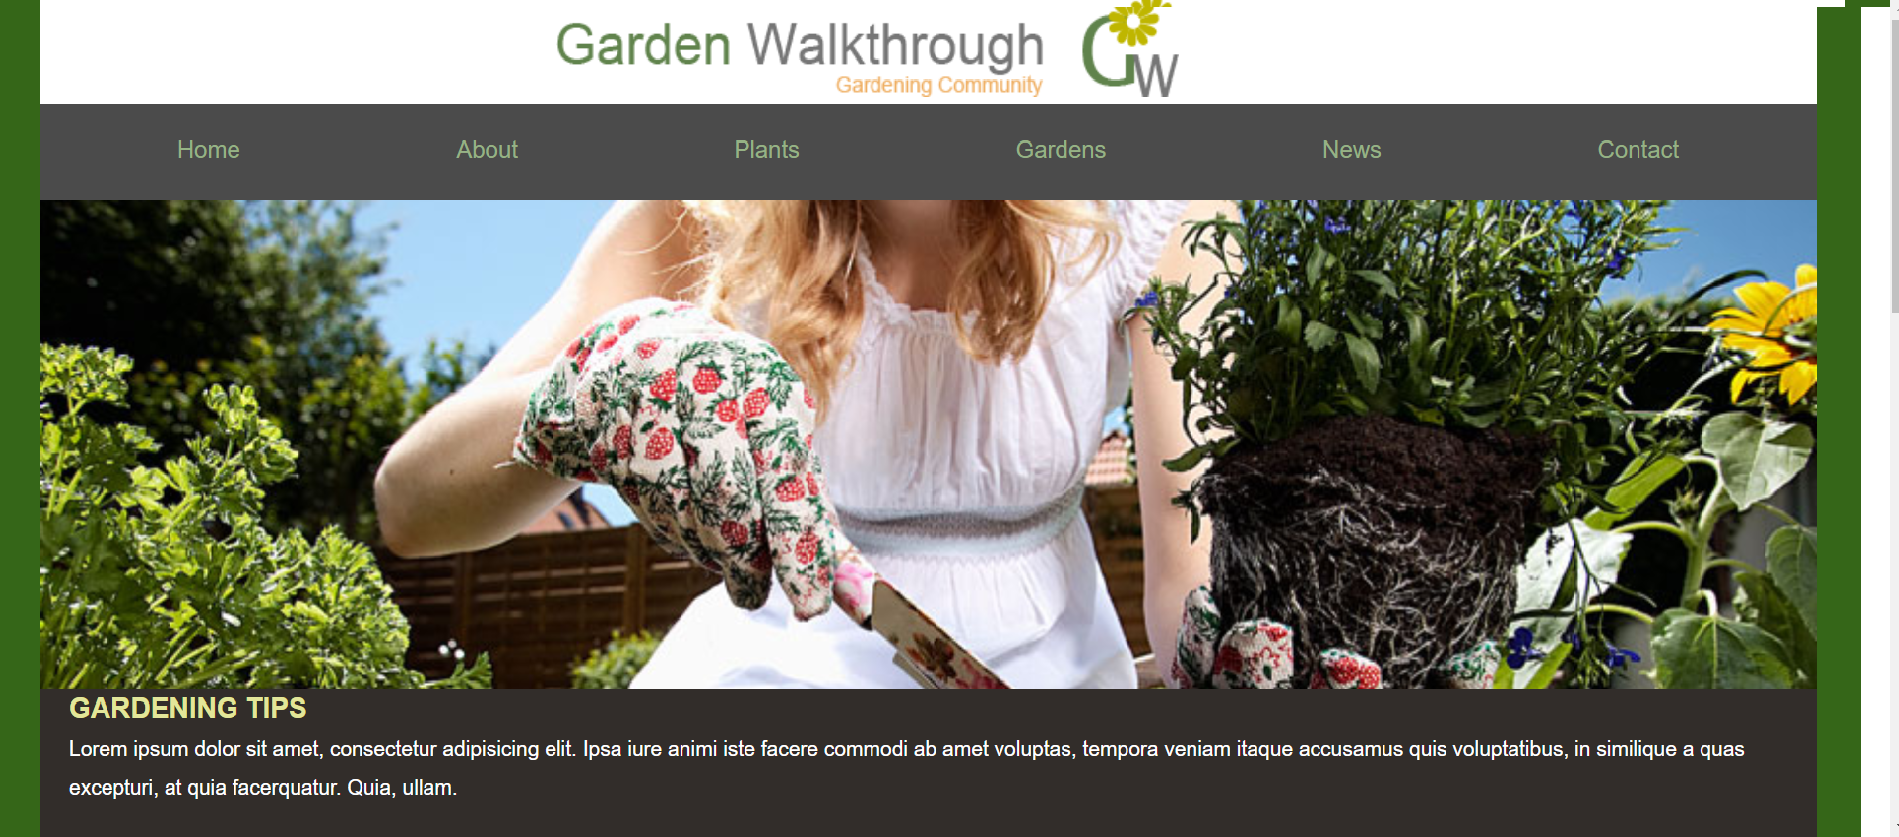 Garden Walkthrough
Gardening Community
GW
Home About Plants Gardens News Contact
GARDENING TIPS
Lorem ipsum dolor sit amet, consectetur adipisicing elit. Ipsa iure animi iste facere commodi ab amet voluptas, tempora veniam itaque accusamus quis voluptatibus, in similique a quas
excepturi, at quia facerquatur. Quia, ullam.